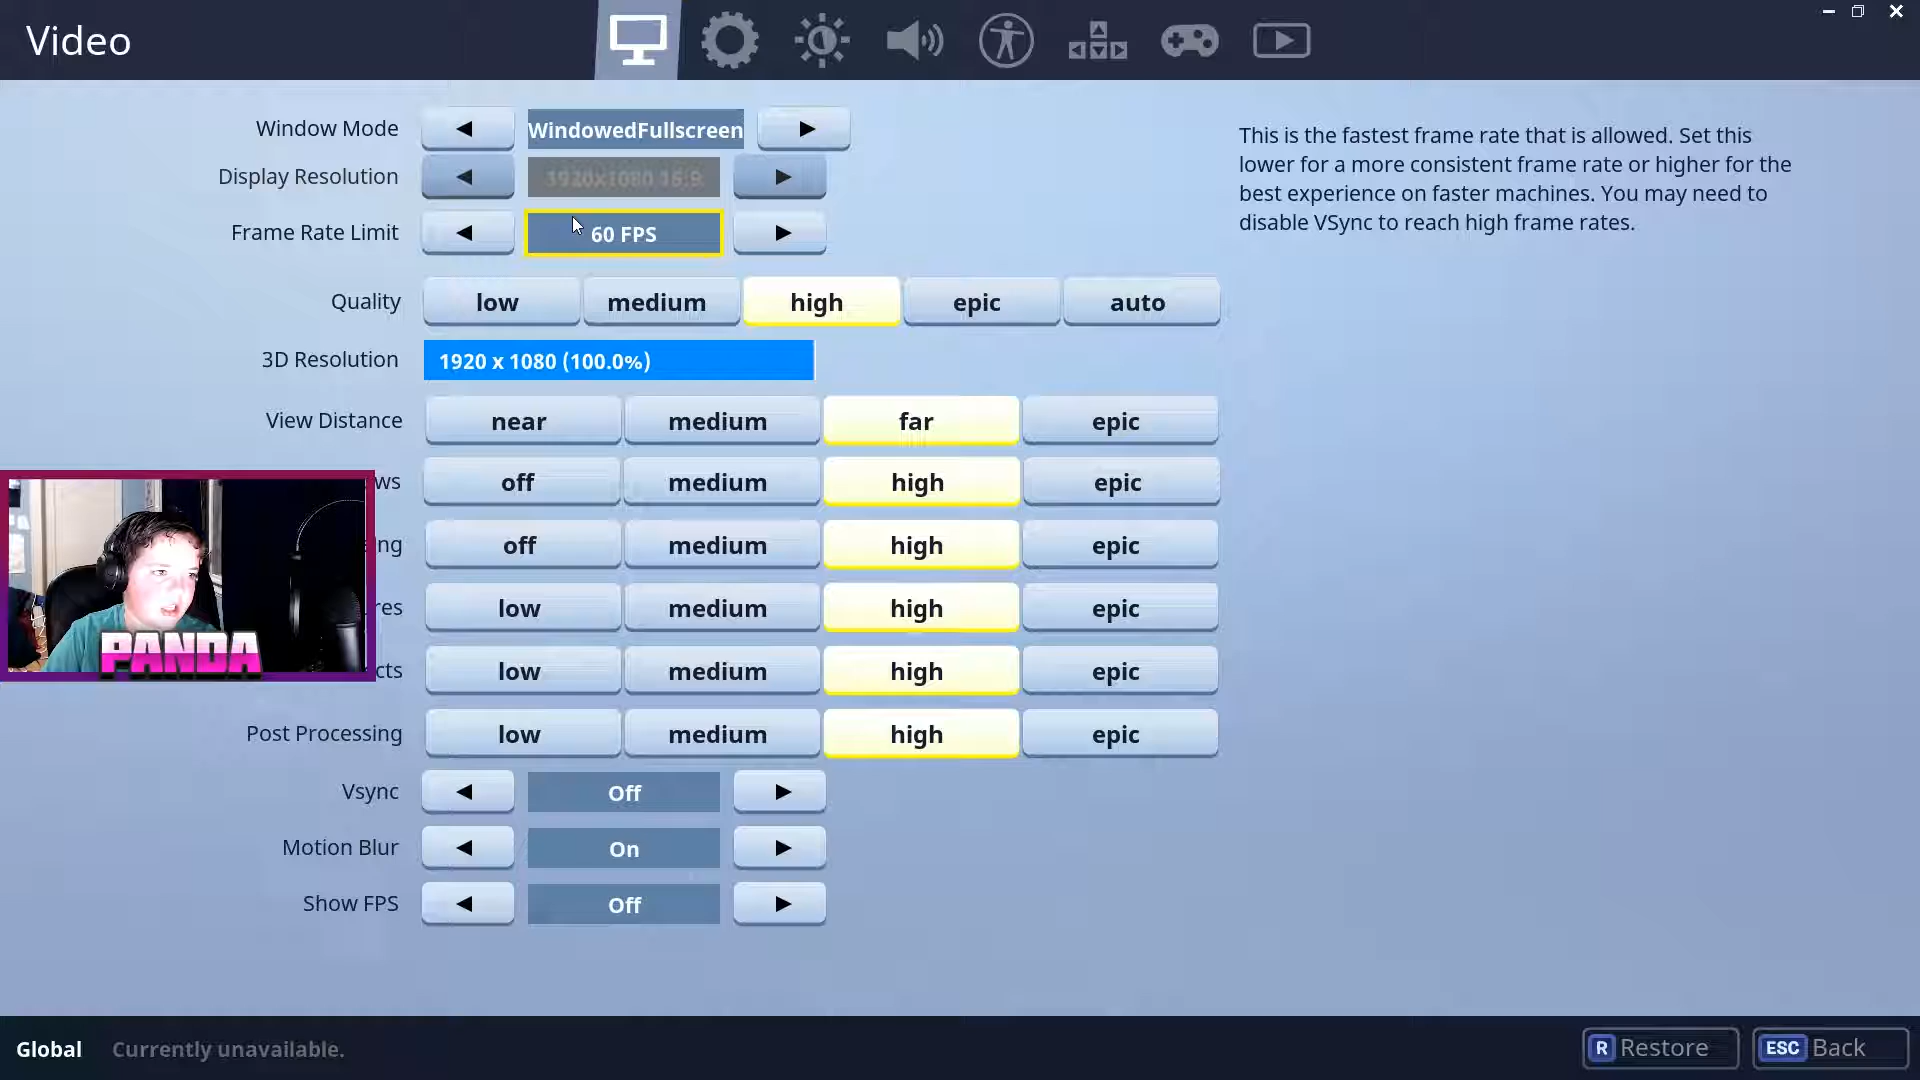 Video
Window Mode
WindowedFullscreen
Display Resolution
1920x1080 16:9
Frame Rate Limit
60 FPS
This is the fastest frame rate that is allowed. Set this
lower for a more consistent frame rate or higher for the
best experience on faster machines. You may need to
disable VSync to reach high frame rates.
Quality
low
medium
high
epic
auto
3D Resolution
1920 x 1080 (100.0%)
View Distance
near
medium
far
epic
ws
off
medium
high
epic
ng
off
medium
high
epic
res
low
medium
high
epic
cts
low
medium
high
epic
PANDA
Post Processing
low
medium
high
epic
Vsync
Off
Motion Blur
On
Show FPS
Off
Global
Currently unavailable.
R Restore
ESC Back